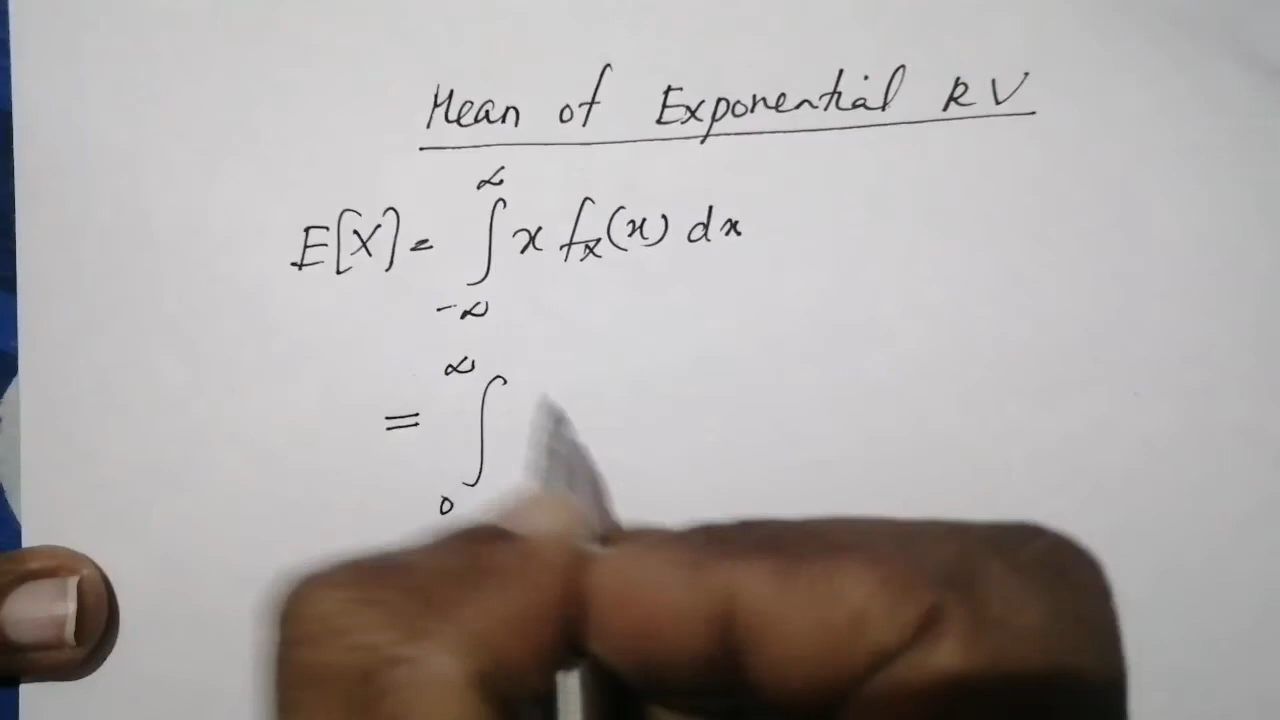 Mean of Exponential RV
E[X] = ∫_{-∞}^{∞} x f_X(x) dx
= ∫_{0}^{∞}